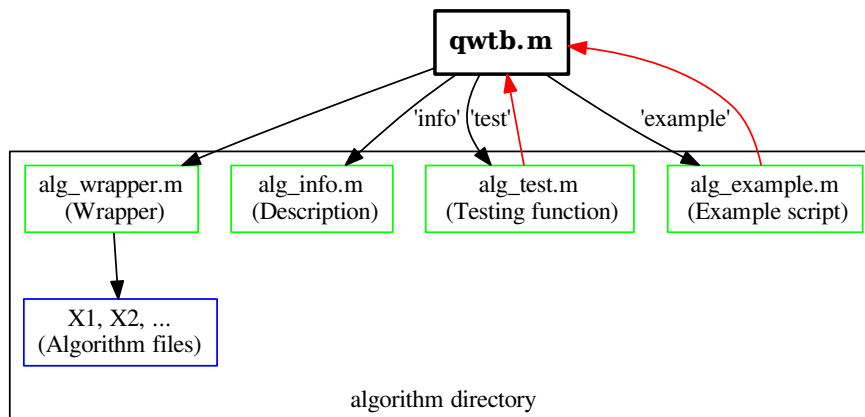 qwtb.m
'info'
'test'
'example'
alg_wrapper.m
(Wrapper)
alg_info.m
(Description)
alg_test.m
(Testing function)
alg_example.m
(Example script)
X1, X2, ...
(Algorithm files)
algorithm directory